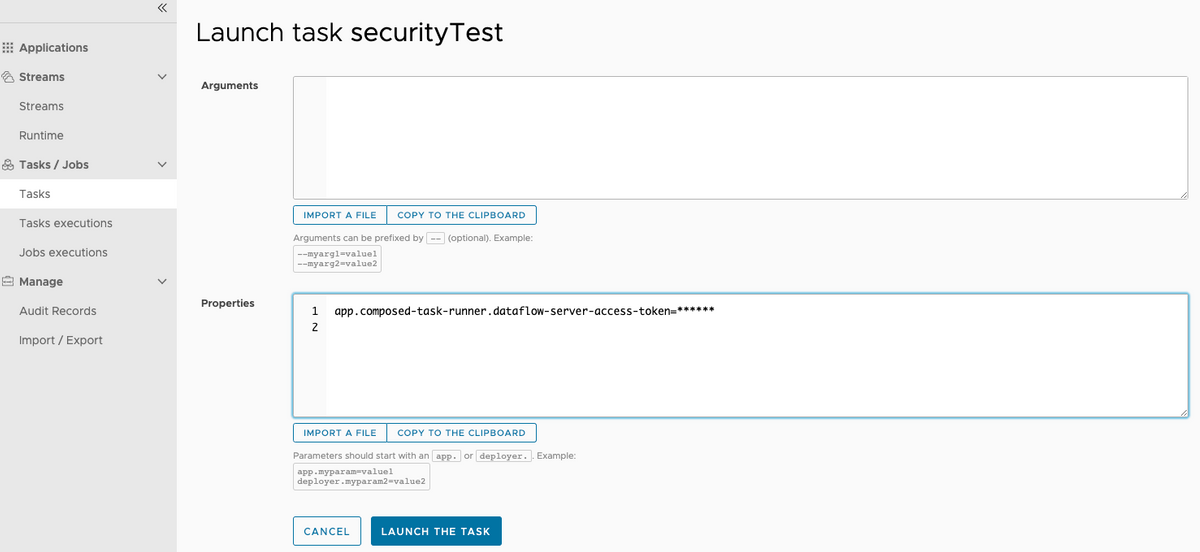 Applications
Streams
Streams
Runtime
Tasks / Jobs
Tasks
Tasks executions
Jobs executions
Manage
Audit Records
Import / Export
Launch task securityTest
Arguments
IMPORT A FILE COPY TO THE CLIPBOARD
Arguments can be prefixed by -- (optional). Example:
--myarg1=value1
--myarg2=value2
Properties
1 app.composed-task-runner.dataflow-server-access-token=******
2
IMPORT A FILE COPY TO THE CLIPBOARD
Parameters should start with an app. or deployer. . Example:
app.myparam=value1
deployer.myparam2=value2
CANCEL LAUNCH THE TASK